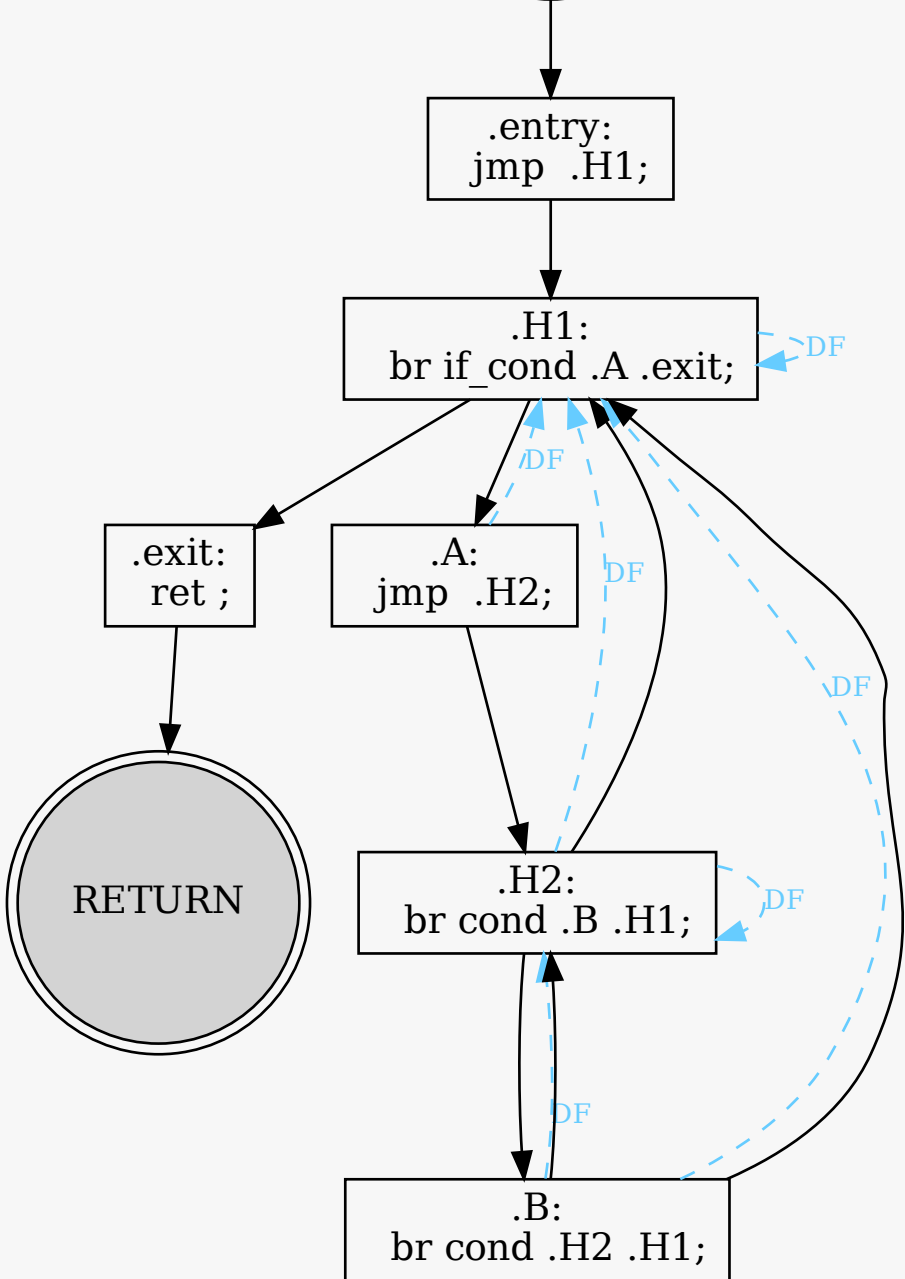 .entry:
jmp .H1;
.H1:
br if_cond .A .exit;
DF
DF
.exit:
ret ;
.A:
jmp .H2;
DF
DF
RETURN
.H2:
br cond .B .H1;
DF
DF
.B:
br cond .H2 .H1;